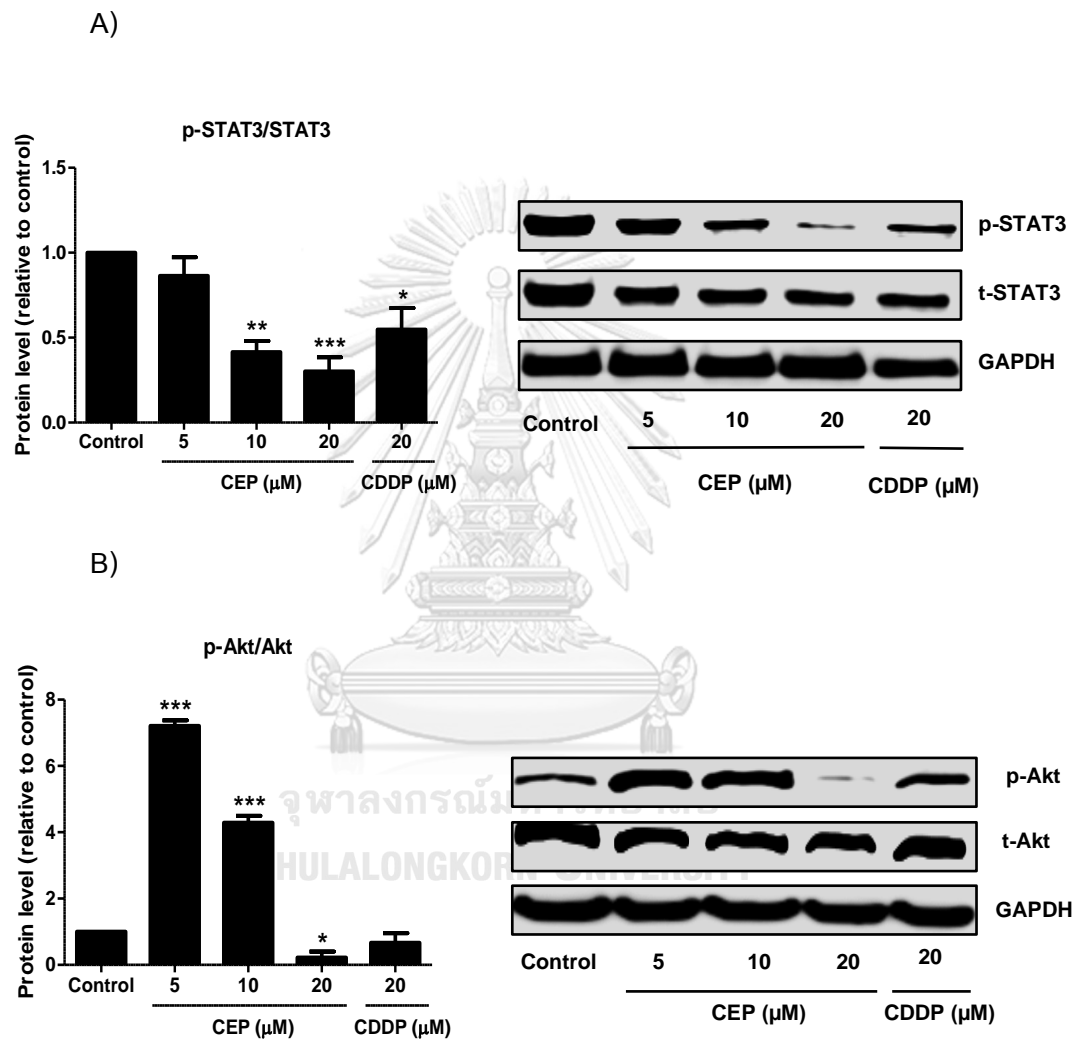 A)
p-STAT3/STAT3
Protein level (relative to control)
1.5
1.0
0.5
0.0
**
***
*
Control 5 10 20 20
CEP (μM) CDDP (μM)
p-STAT3
t-STAT3
GAPDH
Control 5 10 20 20
CEP (μM) CDDP (μM)
B)
p-Akt/Akt
Protein level (relative to control)
8
6
4
2
0
***
***
*
Control 5 10 20 20
CEP (μM) CDDP (μM)
p-Akt
t-Akt
GAPDH
Control 5 10 20 20
CEP (μM) CDDP (μM)